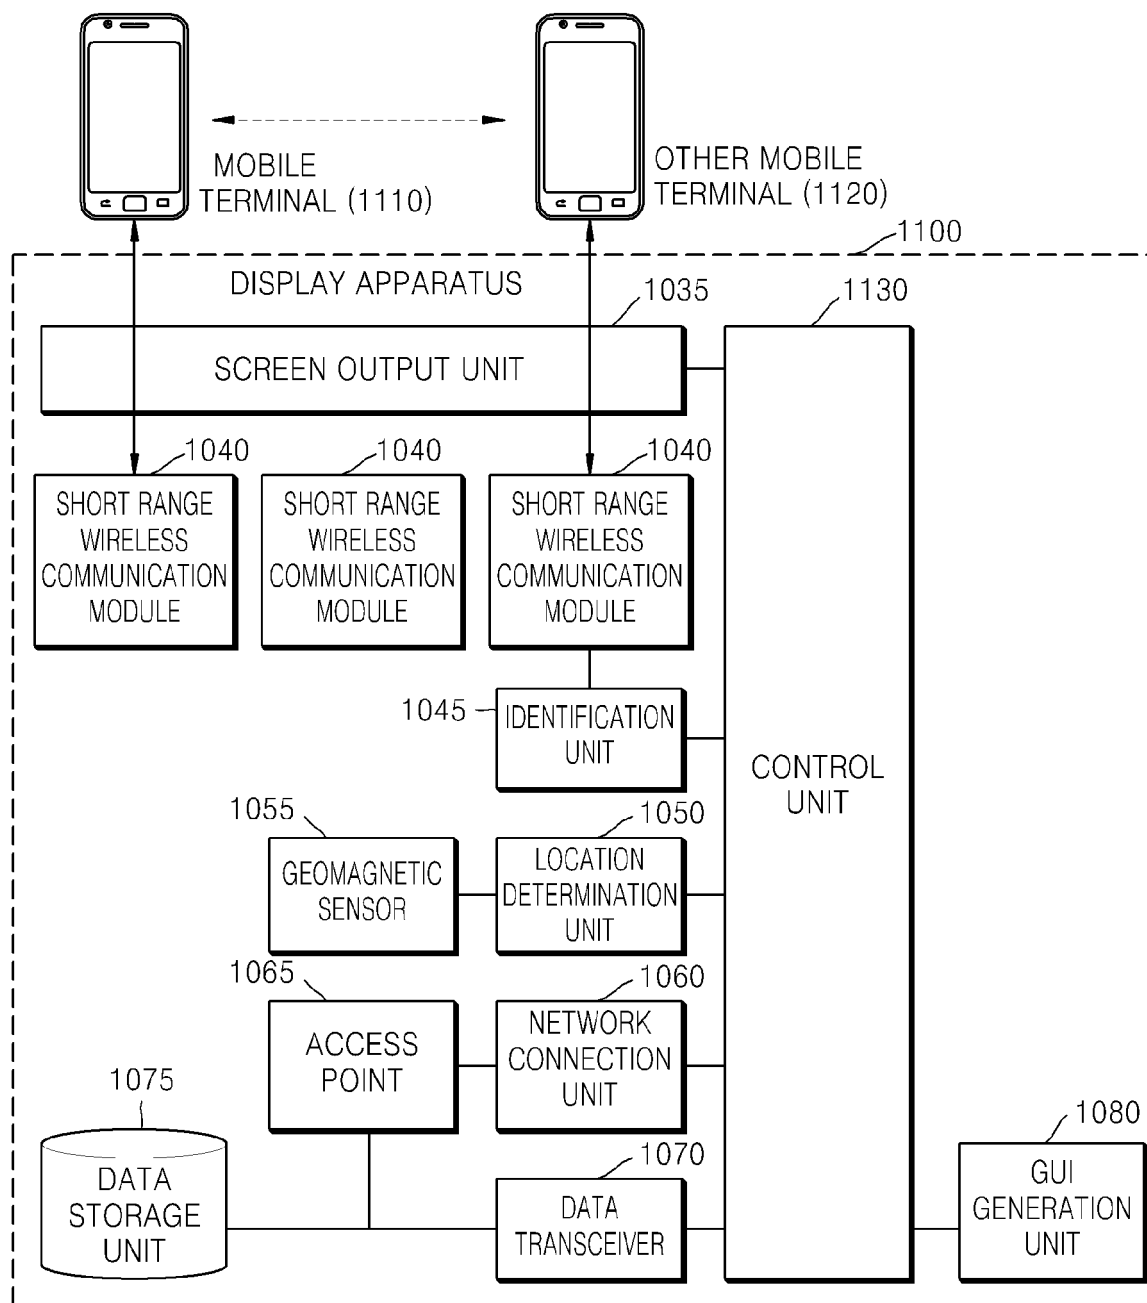 MOBILE
TERMINAL (1110)
OTHER MOBILE
TERMINAL (1120)
1100
DISPLAY APPARATUS
1035
1130
SCREEN OUTPUT UNIT
1040
1040
1040
SHORT RANGE
WIRELESS
COMMUNICATION
MODULE
SHORT RANGE
WIRELESS
COMMUNICATION
MODULE
SHORT RANGE
WIRELESS
COMMUNICATION
MODULE
1045
IDENTIFICATION
UNIT
CONTROL
UNIT
1055
1050
GEOMAGNETIC
SENSOR
LOCATION
DETERMINATION
UNIT
1065
1060
ACCESS
POINT
NETWORK
CONNECTION
UNIT
1075
1070
1080
DATA
STORAGE
UNIT
DATA
TRANSCEIVER
GUI
GENERATION
UNIT